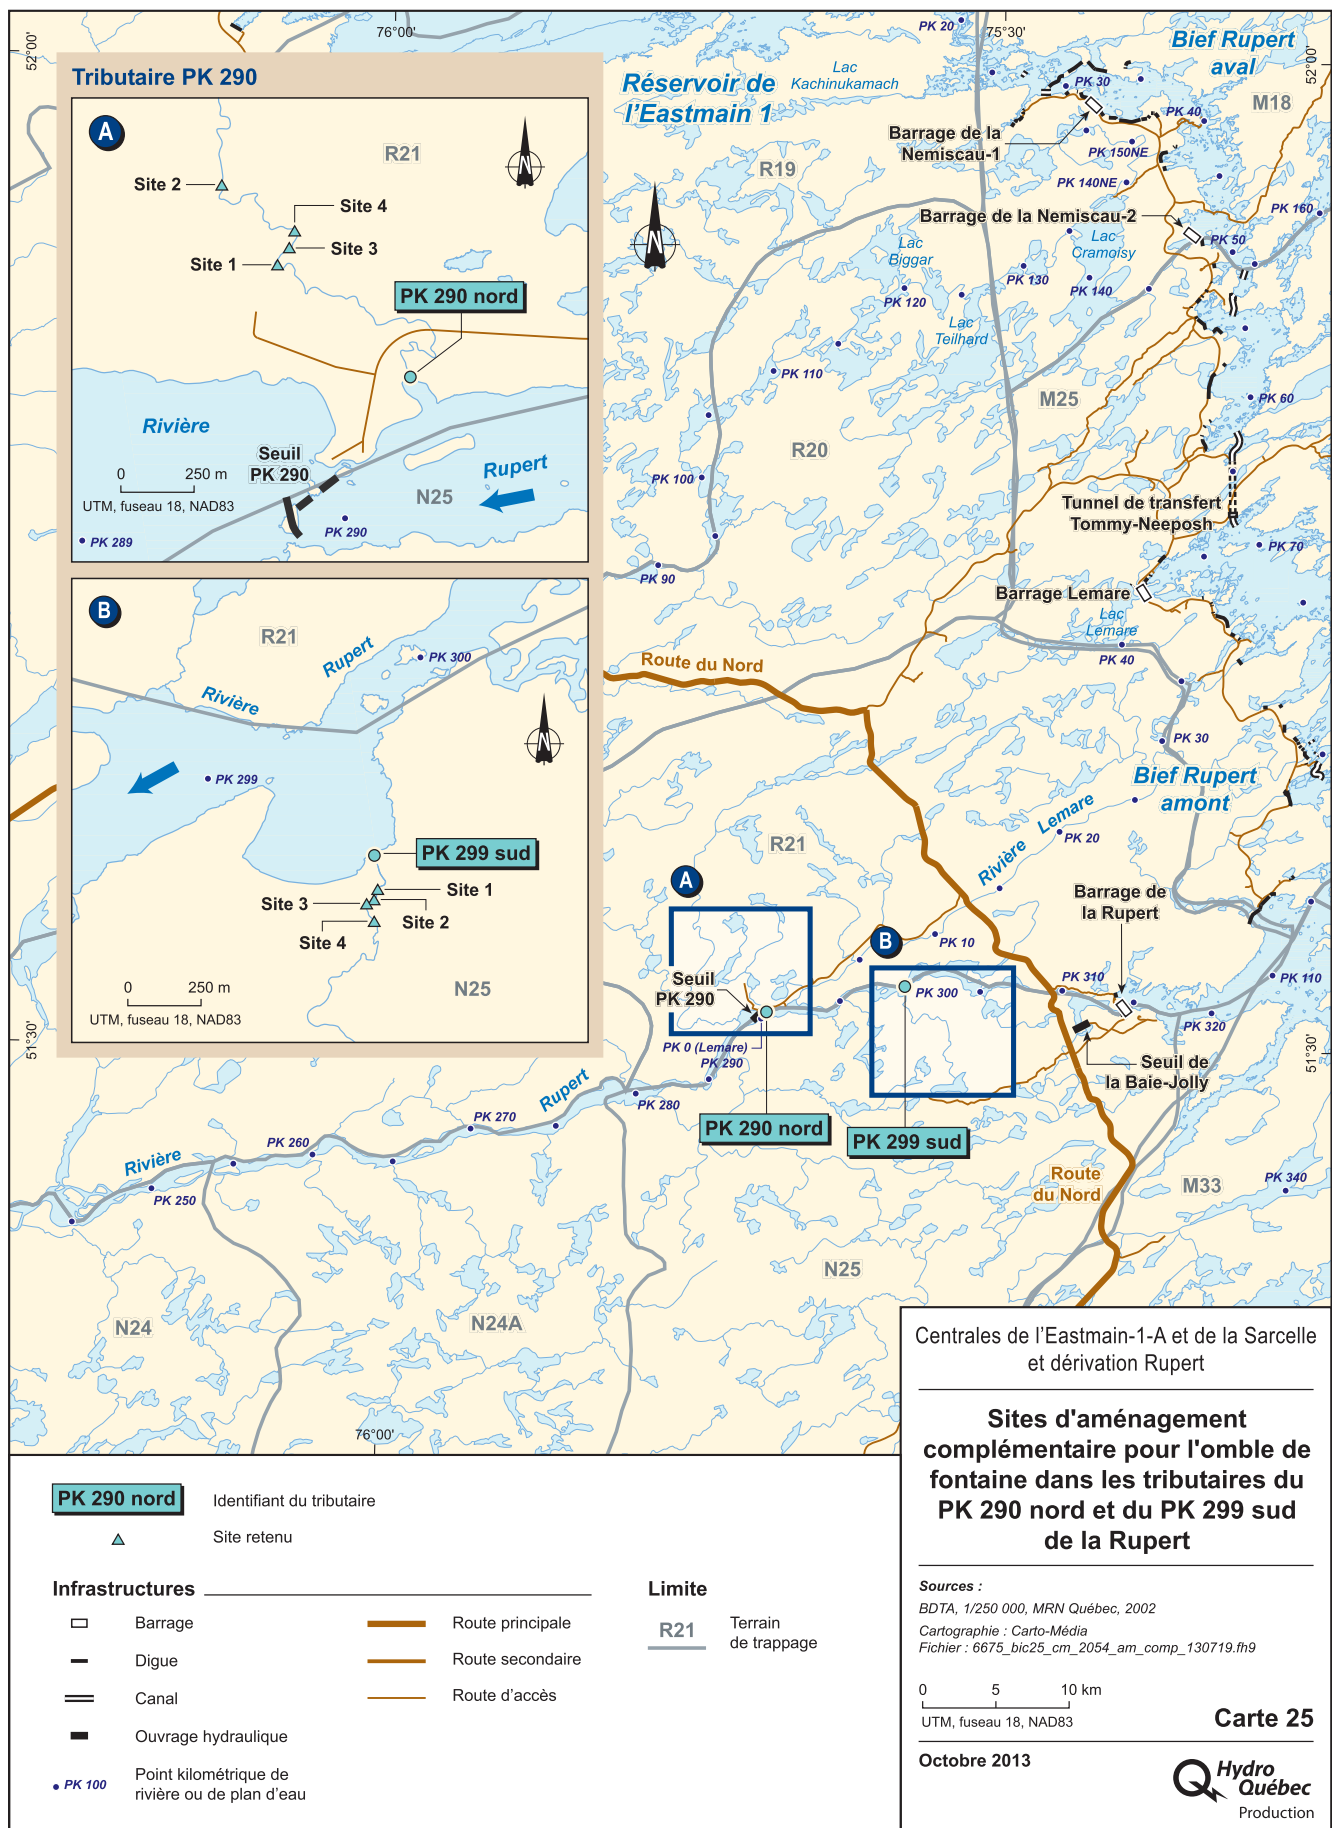 76°00'
75°30'
52°00'
52°00'
Tributaire PK 290
A
R21
Site 2
Site 4
Site 3
Site 1
PK 290 nord
N
Rivière
Rupert
Seuil
PK 290
N25
0 250 m
UTM, fuseau 18, NAD83
PK 289
PK 290
B
R21
Rivière
Rupert
PK 300
N
PK 299
PK 299 sud
Site 1
Site 3
Site 2
Site 4
N25
0 250 m
UTM, fuseau 18, NAD83
PK 20
Réservoir de
l'Eastmain 1
Lac
Kachinukamach
Bief Rupert
aval
PK 30
M18
Barrage de la
Nemiscau-1
PK 40
PK 150NE
R19
PK 140NE
N
Barrage de la Nemiscau-2
PK 160
Lac
Biggar
Lac
Cramoisy
PK 50
PK 130
PK 140
PK 120
Lac
Teilhard
PK 110
M25
PK 60
R20
PK 100
Tunnel de transfert
Tommy-Neeposh
PK 70
PK 90
Barrage Lemare
Lac
Lemare
PK 40
Route du Nord
PK 30
Bief Rupert
amont
Rivière Lemare
PK 20
R21
A
Barrage de
la Rupert
B
PK 10
Seuil
PK 290
PK 300
PK 310
PK 110
PK 320
PK 0 (Lemare)
PK 290
Seuil de
la Baie-Jolly
51°30'
51°30'
PK 280
PK 290 nord
PK 299 sud
Rivière
Rupert
PK 270
PK 260
PK 250
Route
du Nord
M33
PK 340
N25
N24
N24A
76°00'
Centrales de l'Eastmain-1-A et de la Sarcelle
et dérivation Rupert
Sites d'aménagement
complémentaire pour l'omble de
fontaine dans les tributaires du
PK 290 nord et du PK 299 sud
de la Rupert
Sources :
BDTA, 1/250 000, MRN Québec, 2002
Cartographie : Carto-Média
Fichier : 6675_bic25_cm_2054_am_comp_130719.fh9
0 5 10 km
UTM, fuseau 18, NAD83
Carte 25
Octobre 2013
Hydro
Québec
Production
PK 290 nord Identifiant du tributaire
Site retenu
Infrastructures
Barrage
Digue
Canal
Ouvrage hydraulique
PK 100 Point kilométrique de
rivière ou de plan d'eau
Route principale
Route secondaire
Route d'accès
Limite
R21 Terrain
de trappage